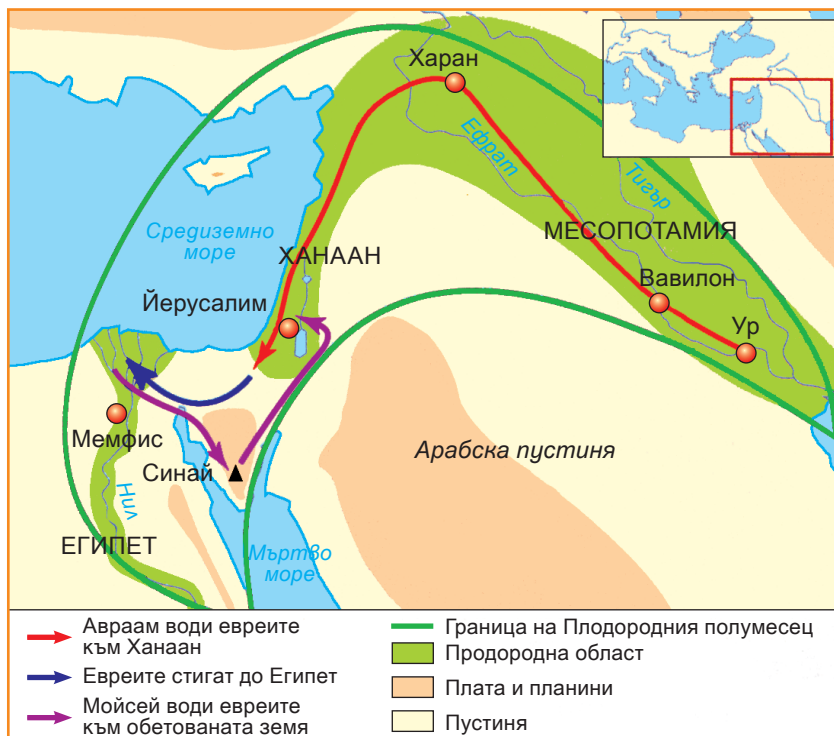 Харан
Ефрат
Тигър
Средиземно
море
ХАНААН
МЕСОПОТАМИЯ
Йерусалим
Вавилон
Ур
Мемфис
Синай
Арабска пустиня
Нил
ЕГИПЕТ
Мъртво
море
Авраам води евреите
към Ханаан
Евреите стигат до Египет
Мойсей води евреите
към обетованата земя
Граница на Плодородния полумесец
Продородна област
Плата и планини
Пустиня